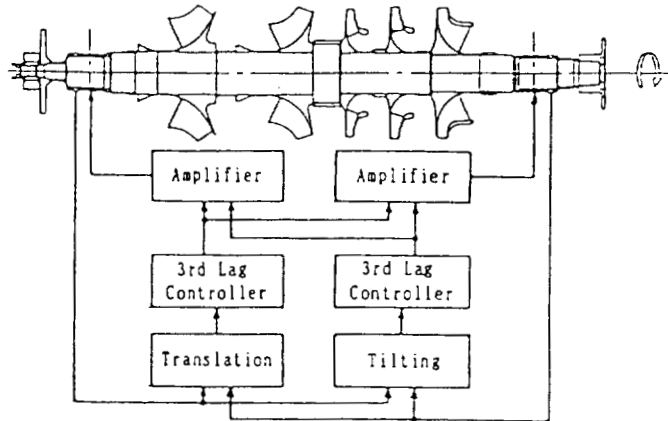 Amplifier
Amplifier
3rd Lag
Controller
3rd Lag
Controller
Translation
Tilting